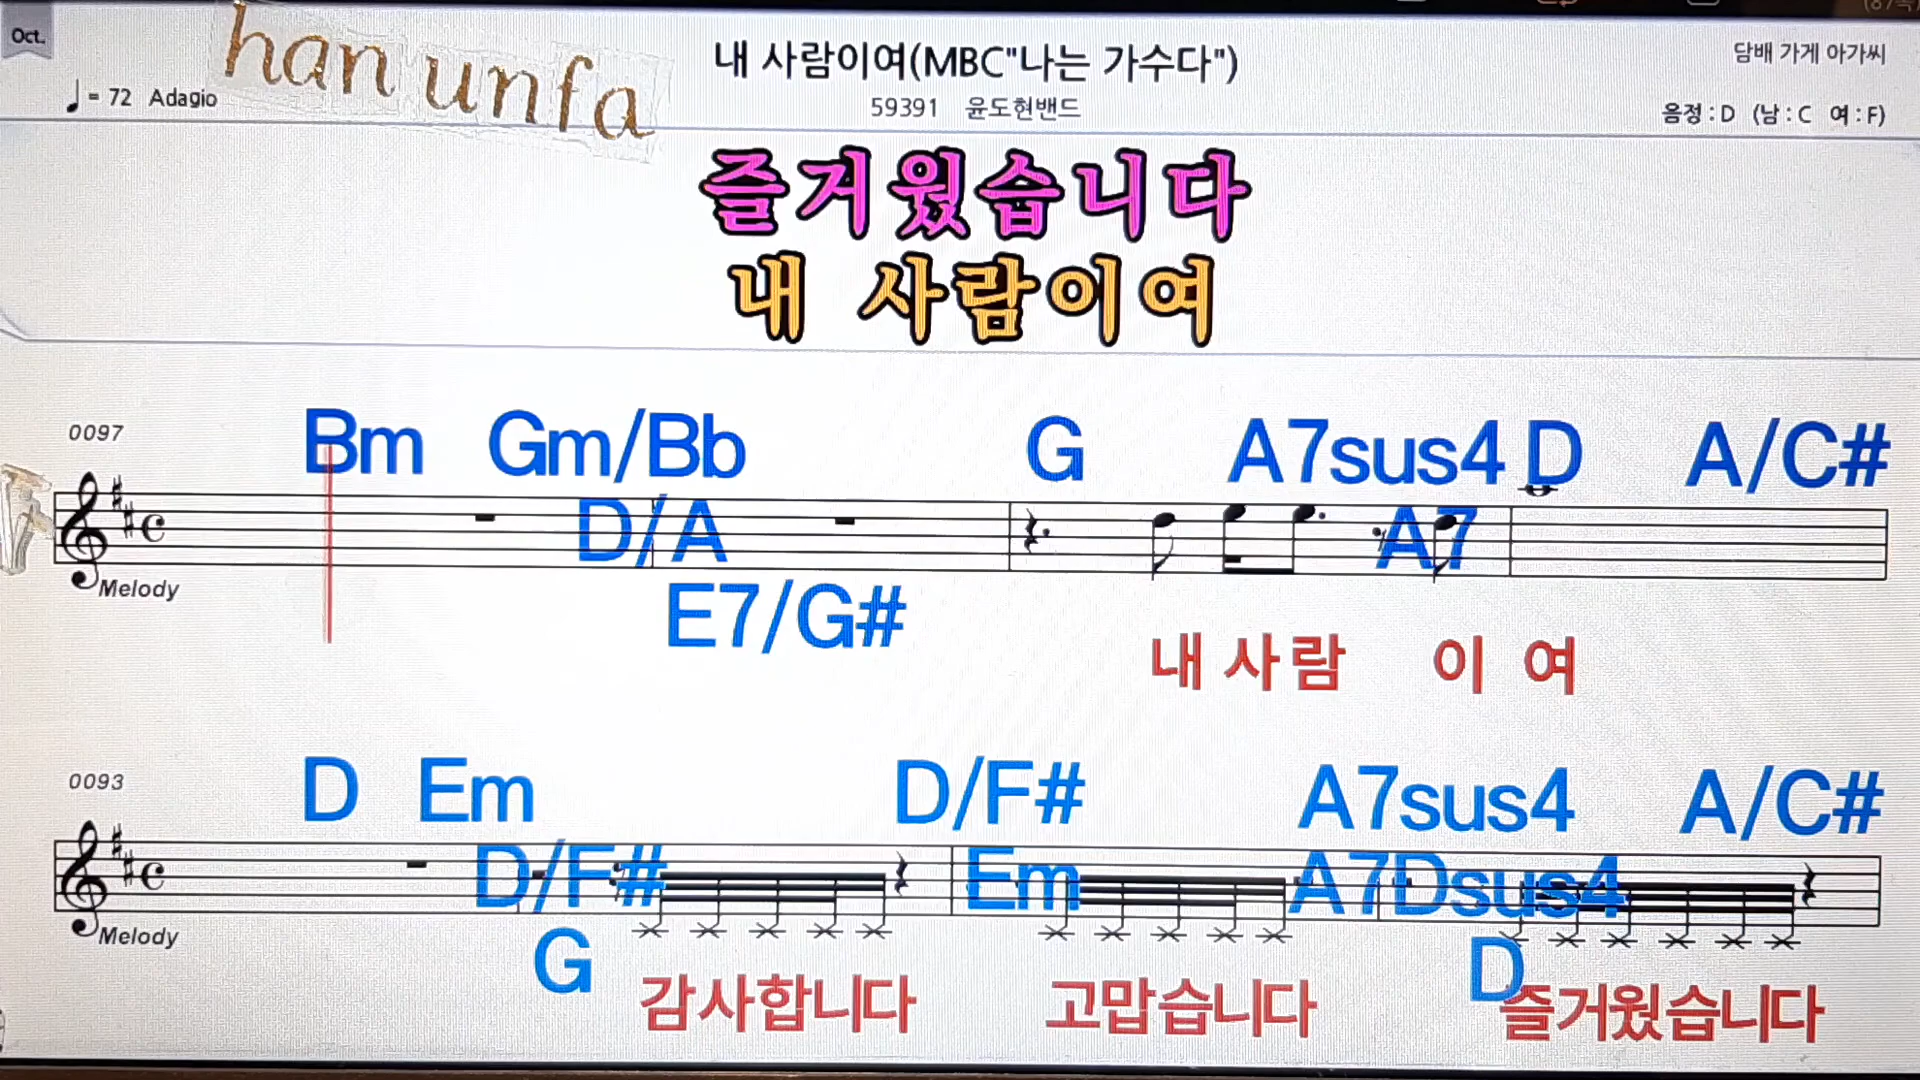 Oct.
han unfa
내 사람이여(MBC"나는 가수다")
담배 가게 아가씨
♩= 72 Adagio
59391 윤도현밴드
음정 : D (남 : C 여 : F)
즐거웠습니다
내 사람이여
0097
Bm Gm/Bb G A7sus4 D A/C#
D/A A7
Melody
E7/G#
내 사람 이 여
0093
D Em D/F# A7sus4 A/C#
D/F# Em A7 Dsus4
Melody
G D
감사합니다 고맙습니다 즐거웠습니다